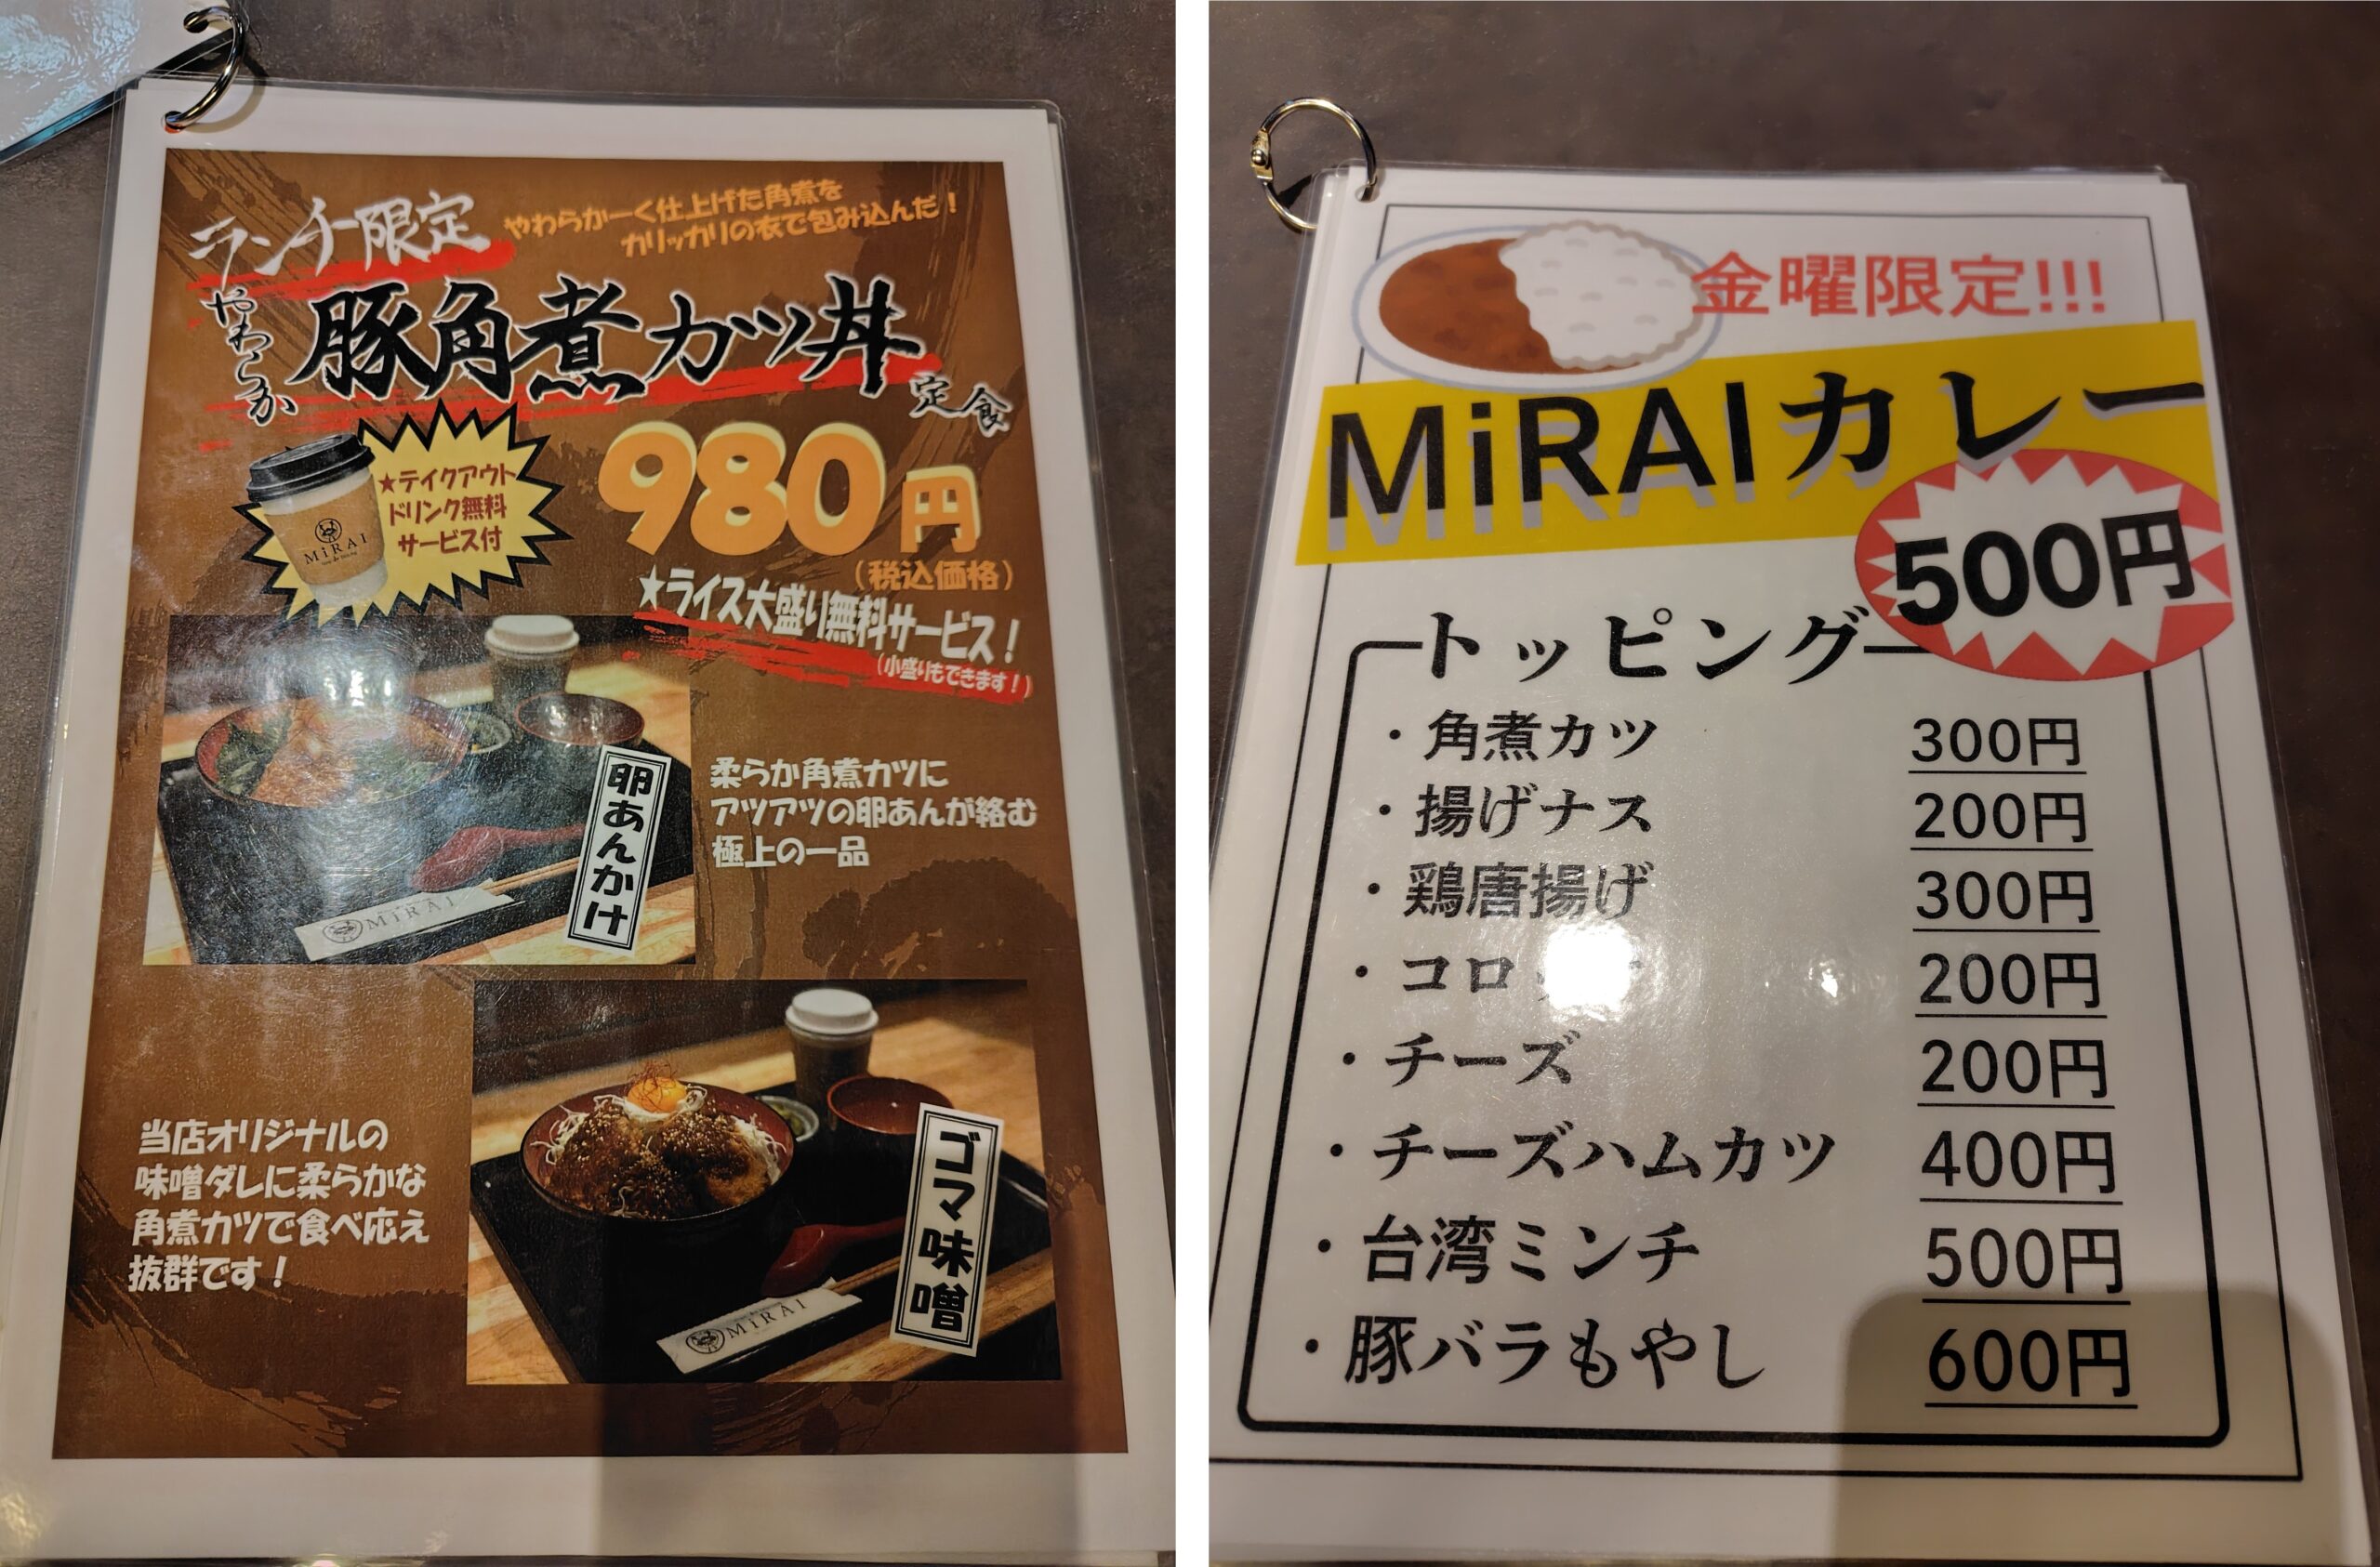 ランチ限定
やわらかーく仕上げた角煮を
カリッカリの衣で包み込んだ！
やわらか
豚角煮カツ丼
定食
★テイクアウト
ドリンク無料
サービス付
MiRAI
980円
（税込価格）
★ライス大盛り無料サービス！
（小盛りもできます！）
卵あんかけ
MiRAI
柔らか角煮カツに
アツアツの卵あんが絡む
極上の一品
当店オリジナルの
味噌ダレに柔らかな
角煮カツで食べ応え
抜群です！
ゴマ味噌
MiRAI
金曜限定!!!
MiRAIカレー
500円
トッピング
・角煮カツ 300円
・揚げナス 200円
・鶏唐揚げ 300円
・ 200円
・チーズ 200円
・チーズハムカツ 400円
・台湾ミンチ 500円
・豚バラもやし 600円